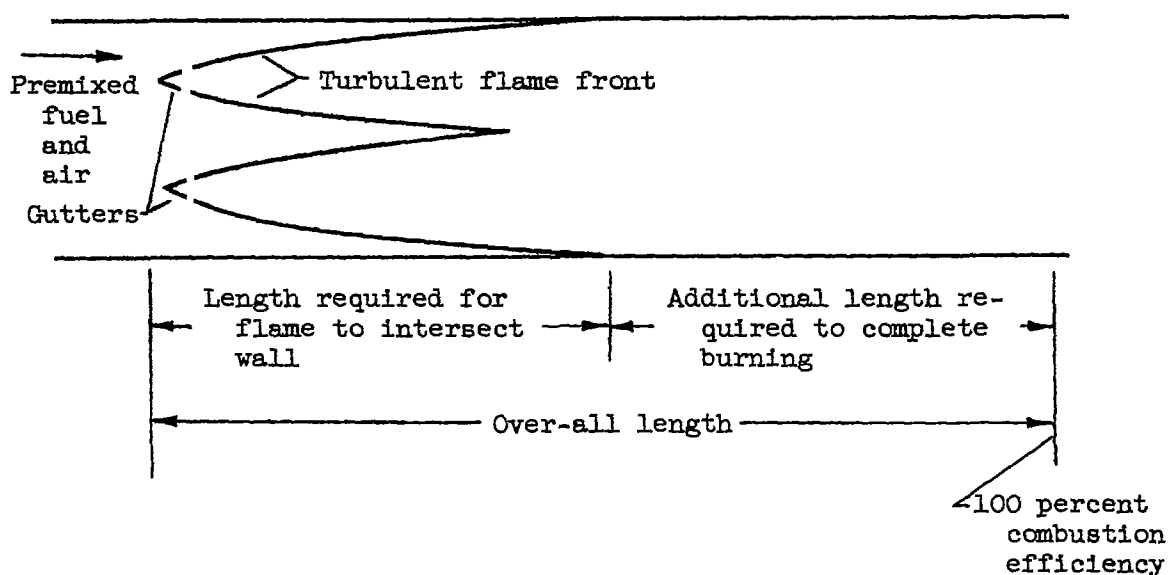 Premixed
fuel
and
air
Gutters
Turbulent flame front
Length required for
flame to intersect
wall
Additional length re-
quired to complete
burning
Over-all length
100 percent
combustion
efficiency